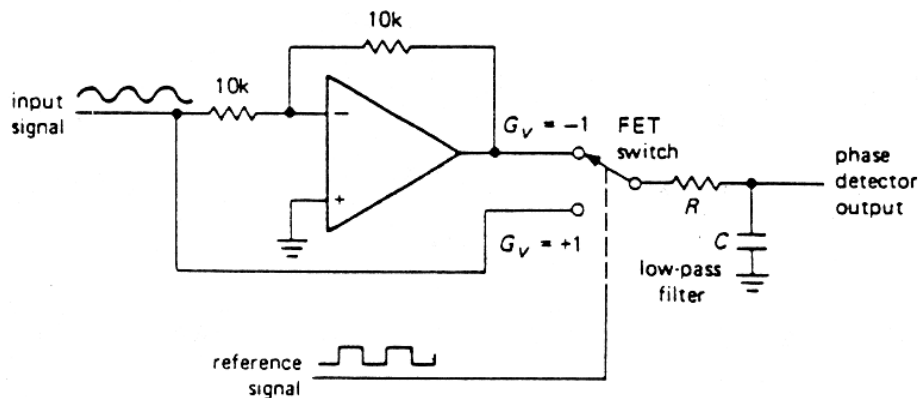 10k
10k
input
signal
−
+
G_V = −1
FET
switch
phase
detector
output
R
C
G_V = +1
low-pass
filter
reference
signal